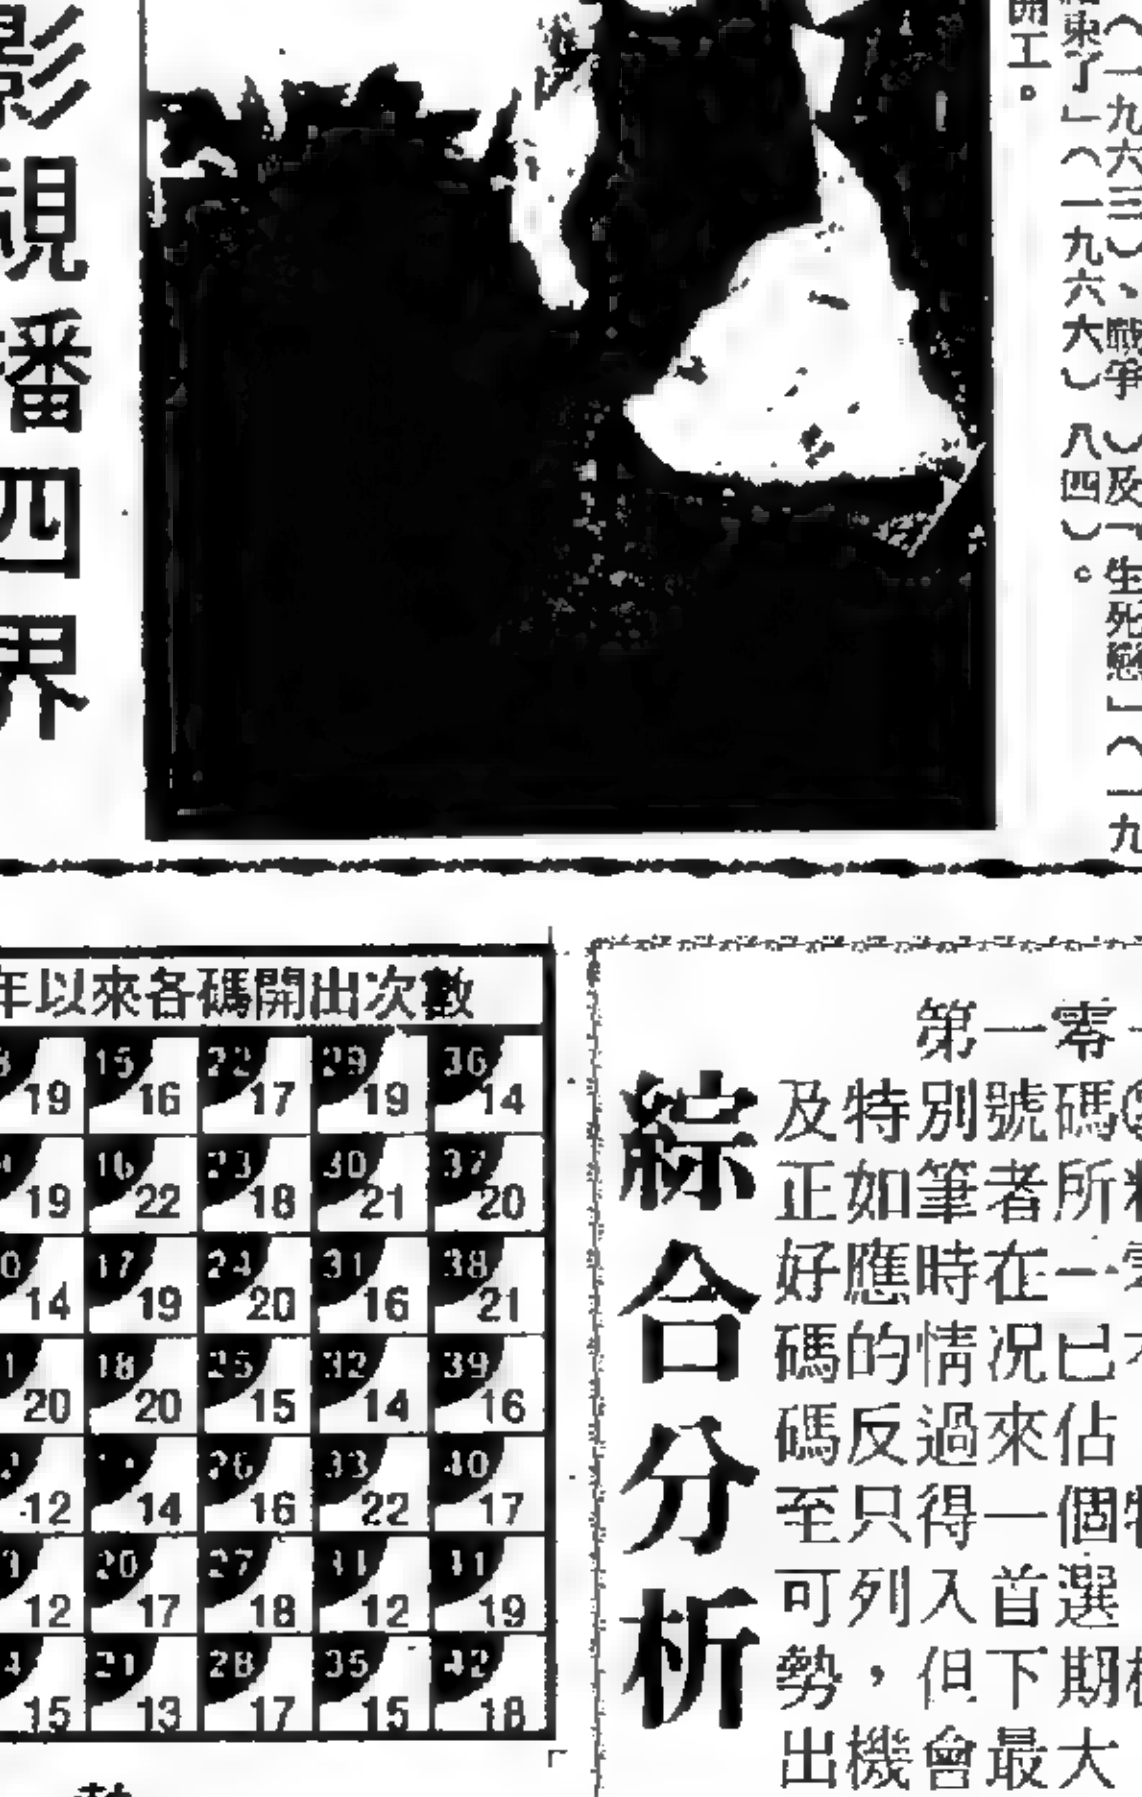 影視播四界
開工。
束了」（一九六六）八四）。
（一九六三）、戰爭）及「生死戀」（一九
年以來各碼開出次數
19 15 16 22 17 29 19 36 14
19 16 22 23 18 30 21 37 20
14 17 19 24 20 31 16 38 21
20 18 20 25 15 32 14 39 16
12 14 26 16 33 22 40 17
12 20 17 27 18 12 41 19
15 21 13 28 17 35 15 42 18
綜合分析
第一零
及特別號碼
正如筆者所
好應時在一
碼的情況已
碼反過來佔
至只得一個
可列入首選
勢，但下期
出機會最大